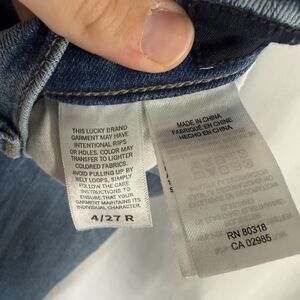 THIS LUCKY BRAND
GARMENT MAY HAVE
INTENTIONAL RIPS
OR HOLES. COLOR MAY
TRANSFER TO LIGHTER
COLORED FABRICS.
AVOID PULLING UP BY
BELT LOOPS, SIMPLY
FOLLOW THE CARE
INSTRUCTIONS TO
ENSURE THAT YOUR
GARMENT MAINTAINS ITS
INDIVIDUAL CHARACTER.
4/27 R
MADE IN CHINA
FABRIQUÉ EN CHINE
HECHO EN CHINA
RN 80318
CA 02985